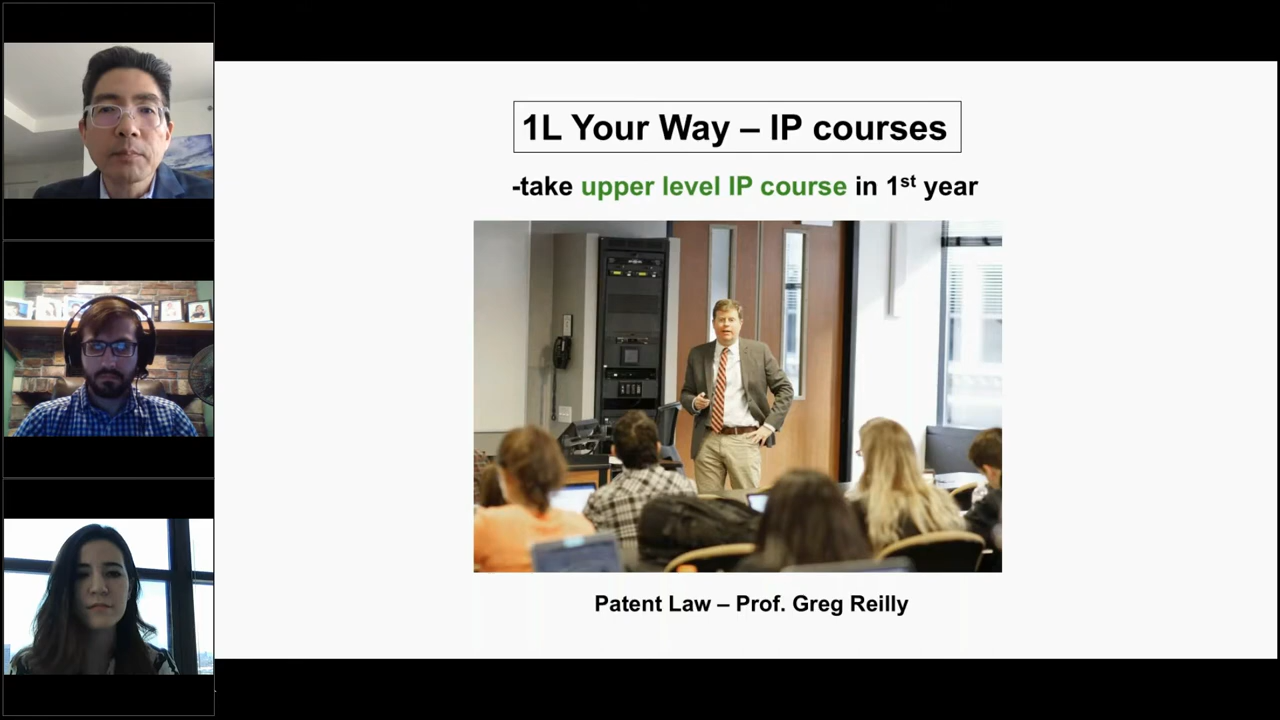 1L Your Way – IP courses
-take upper level IP course in 1st year
Patent Law – Prof. Greg Reilly